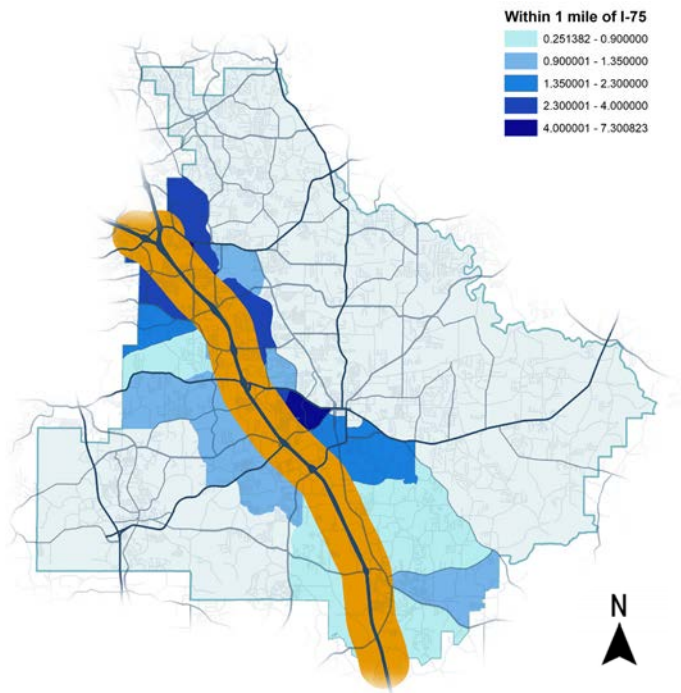 Within 1 mile of I-75
0.251382 - 0.900000
0.900001 - 1.350000
1.350001 - 2.300000
2.300001 - 4.000000
4.000001 - 7.300823
N